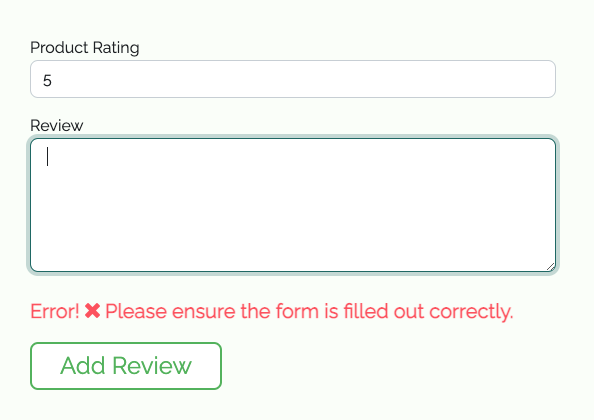 Product Rating
5
Review
Error! ✖ Please ensure the form is filled out correctly.
Add Review